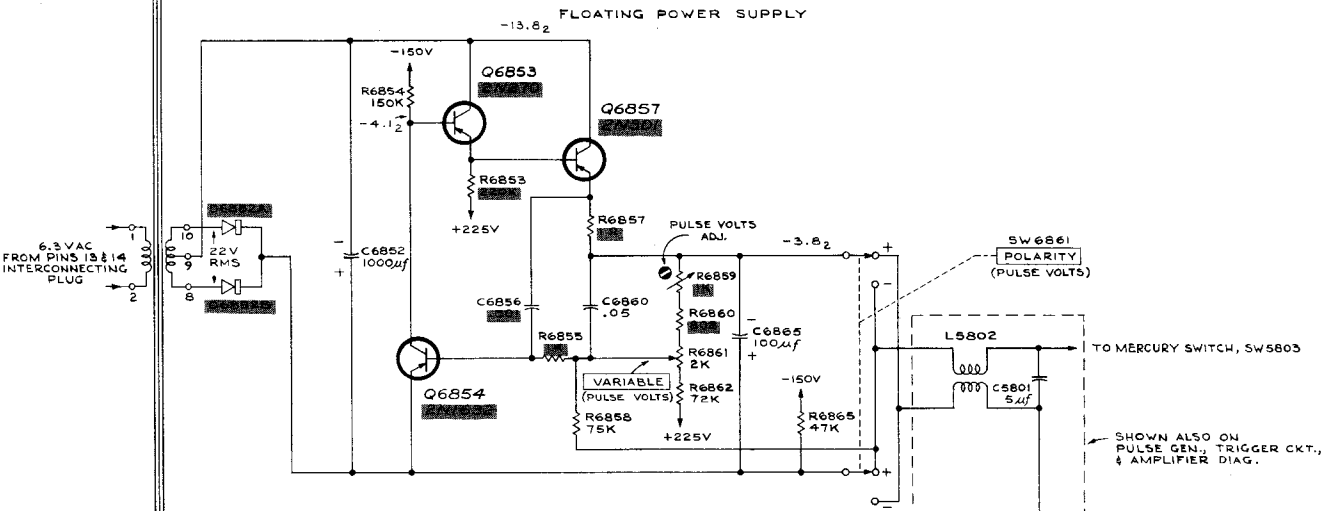 FLOATING POWER SUPPLY
-13.8₂
-150V
R6854
150K
-4.1₂
Q6853
Q6857
R6853
+225V
R6857
PULSE VOLTS
ADJ.
-3.8₂
SW6861
POLARITY
(PULSE VOLTS)
1
10
6.3 VAC
FROM PINS 13 & 14
INTERCONNECTING
PLUG
9
22V
RMS
2
8
-
C6852
1000µf
+
R6859
1K
C6856
C6860
.05
R6860
-
C6865
100µf
+
R6855
R6861
2K
VARIABLE
(PULSE VOLTS)
R6862
72K
+225V
R6858
75K
Q6854
-150V
R6865
47K
+
-
+
-
L5802
TO MERCURY SWITCH, SW5803
C5801
5µf
SHOWN ALSO ON
PULSE GEN., TRIGGER CKT.,
& AMPLIFIER DIAG.